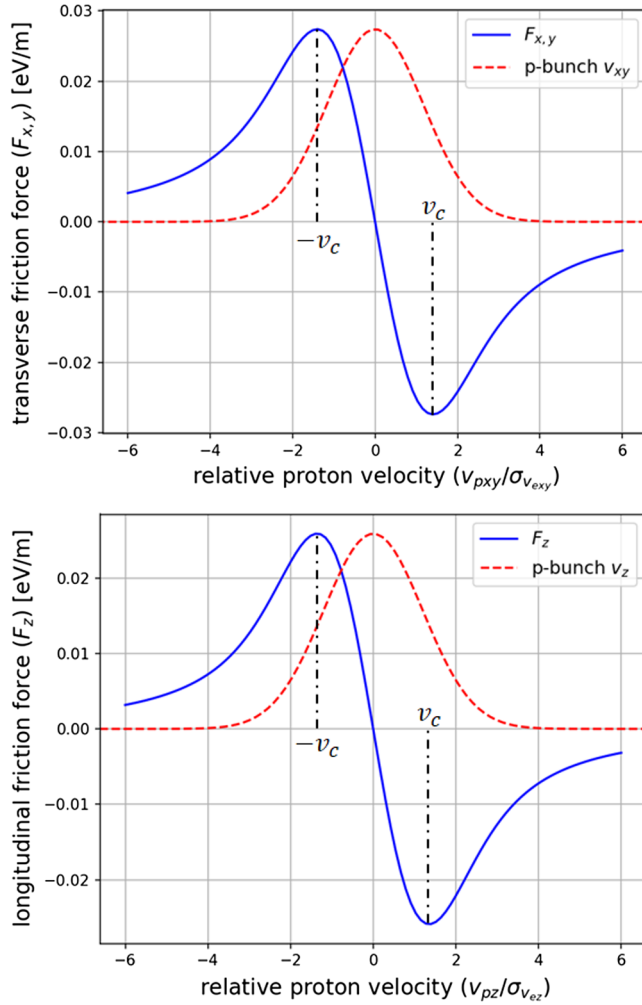 0.03
0.02
0.01
0.00
−0.01
−0.02
−0.03
transverse friction force (F_{x,y}) [eV/m]
F_{x,y}
p-bunch v_{xy}
−v_c
v_c
−6 −4 −2 0 2 4 6
relative proton velocity (v_{pxy}/σ_{v_{exy}})
0.02
0.01
0.00
−0.01
−0.02
longitudinal friction force (F_z) [eV/m]
F_z
p-bunch v_z
−v_c
v_c
−6 −4 −2 0 2 4 6
relative proton velocity (v_{pz}/σ_{v_{ez}})